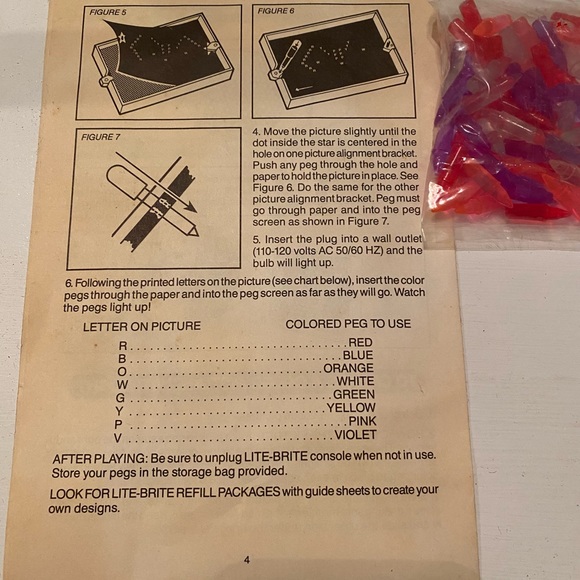 FIGURE 5
FIGURE 6
FIGURE 7
4. Move the picture slightly until the
dot inside the star is centered in the
hole on one picture alignment bracket.
Push any peg through the hole and
paper to hold the picture in place. See
Figure 6. Do the same for the other
picture alignment bracket. Peg must
go through paper and into the peg
screen as shown in Figure 7.
5. Insert the plug into a wall outlet
(110-120 volts AC 50/60 HZ) and the
bulb will light up.
6. Following the printed letters on the picture (see chart below), insert the color
pegs through the paper and into the peg screen as far as they will go. Watch
the pegs light up!
LETTER ON PICTURE COLORED PEG TO USE
R. . . . . . . . . . . . . . . . . . . . . . . . . . . . . . . . . . . RED
B. . . . . . . . . . . . . . . . . . . . . . . . . . . . . . . . . . . BLUE
O. . . . . . . . . . . . . . . . . . . . . . . . . . . . . . . . ORANGE
W. . . . . . . . . . . . . . . . . . . . . . . . . . . . . . . . . WHITE
G. . . . . . . . . . . . . . . . . . . . . . . . . . . . . . . . . GREEN
Y. . . . . . . . . . . . . . . . . . . . . . . . . . . . . . . . YELLOW
P. . . . . . . . . . . . . . . . . . . . . . . . . . . . . . . . . . . PINK
V. . . . . . . . . . . . . . . . . . . . . . . . . . . . . . . . . VIOLET
AFTER PLAYING: Be sure to unplug LITE-BRITE console when not in use.
Store your pegs in the storage bag provided.
LOOK FOR LITE-BRITE REFILL PACKAGES with guide sheets to create your
own designs.
4